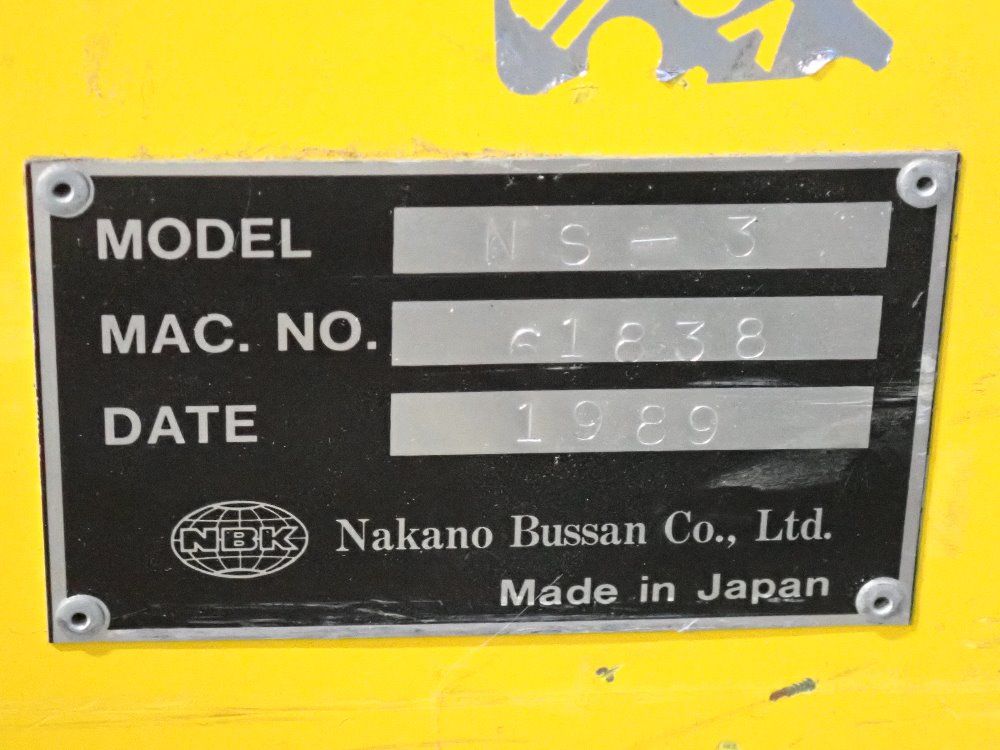 MODEL NS-3
MAC. NO. 61838
DATE 1989
NBK Nakano Bussan Co., Ltd.
Made in Japan